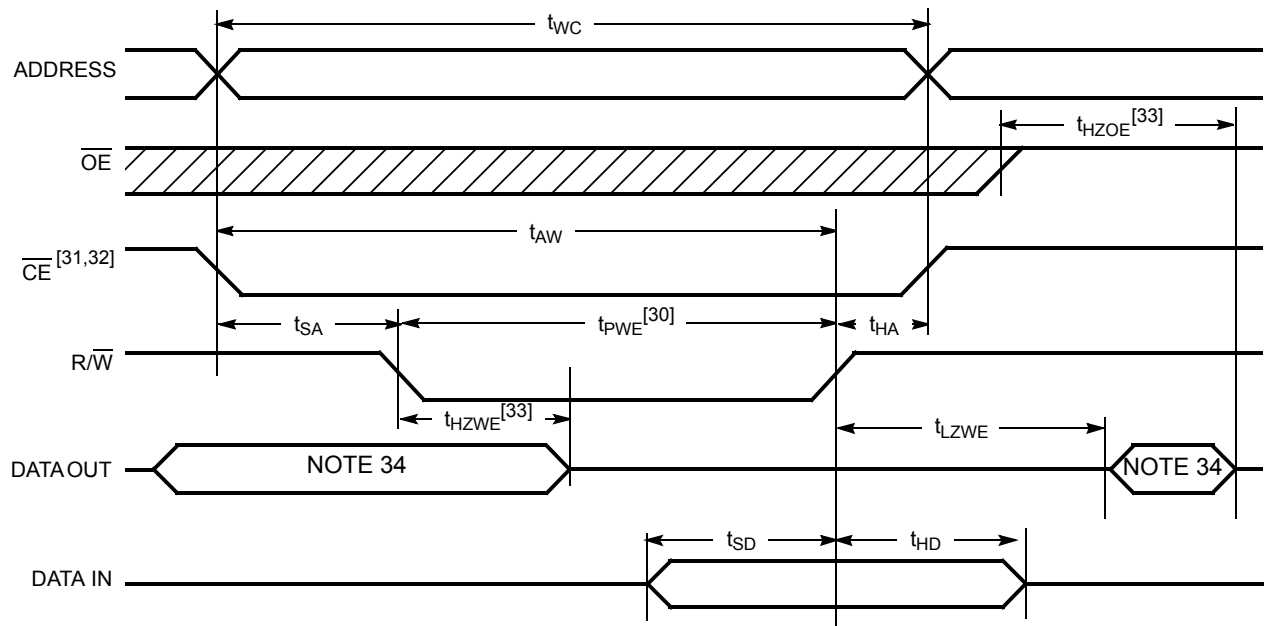 tWC
ADDRESS
tHZOE[33]
OE
tAW
CE [31,32]
tSA
tPWE[30]
tHA
R/W
tHZWE[33]
tLZWE
DATA OUT
NOTE 34
NOTE 34
tSD
tHD
DATA IN